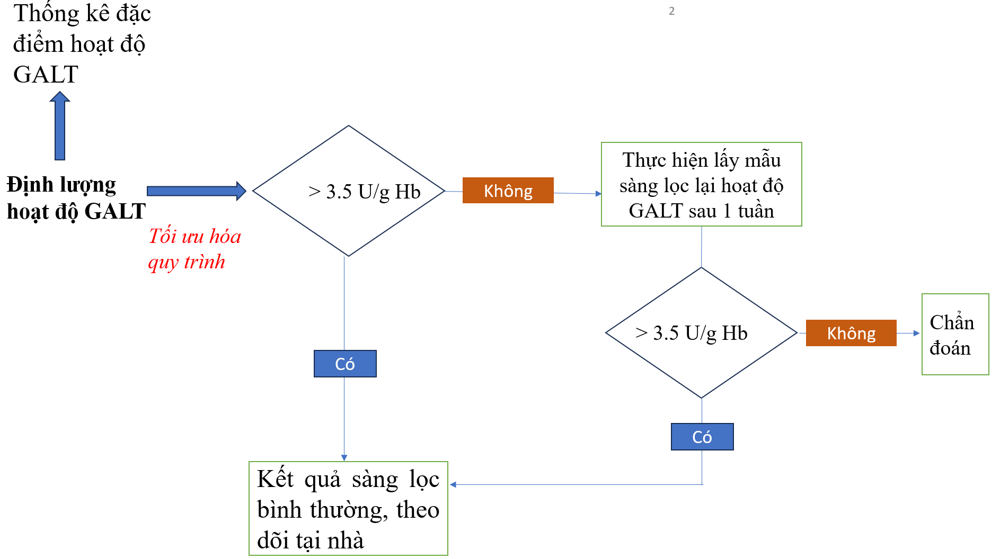 2
Thống kê đặc
điểm hoạt độ
GALT
Định lượng
hoạt độ GALT
Tối ưu hóa
quy trình
> 3.5 U/g Hb
Không
Thực hiện lấy mẫu
sàng lọc lại hoạt độ
GALT sau 1 tuần
> 3.5 U/g Hb
Không
Chẩn
đoán
Có
Có
Kết quả sàng lọc
bình thường, theo
dõi tại nhà